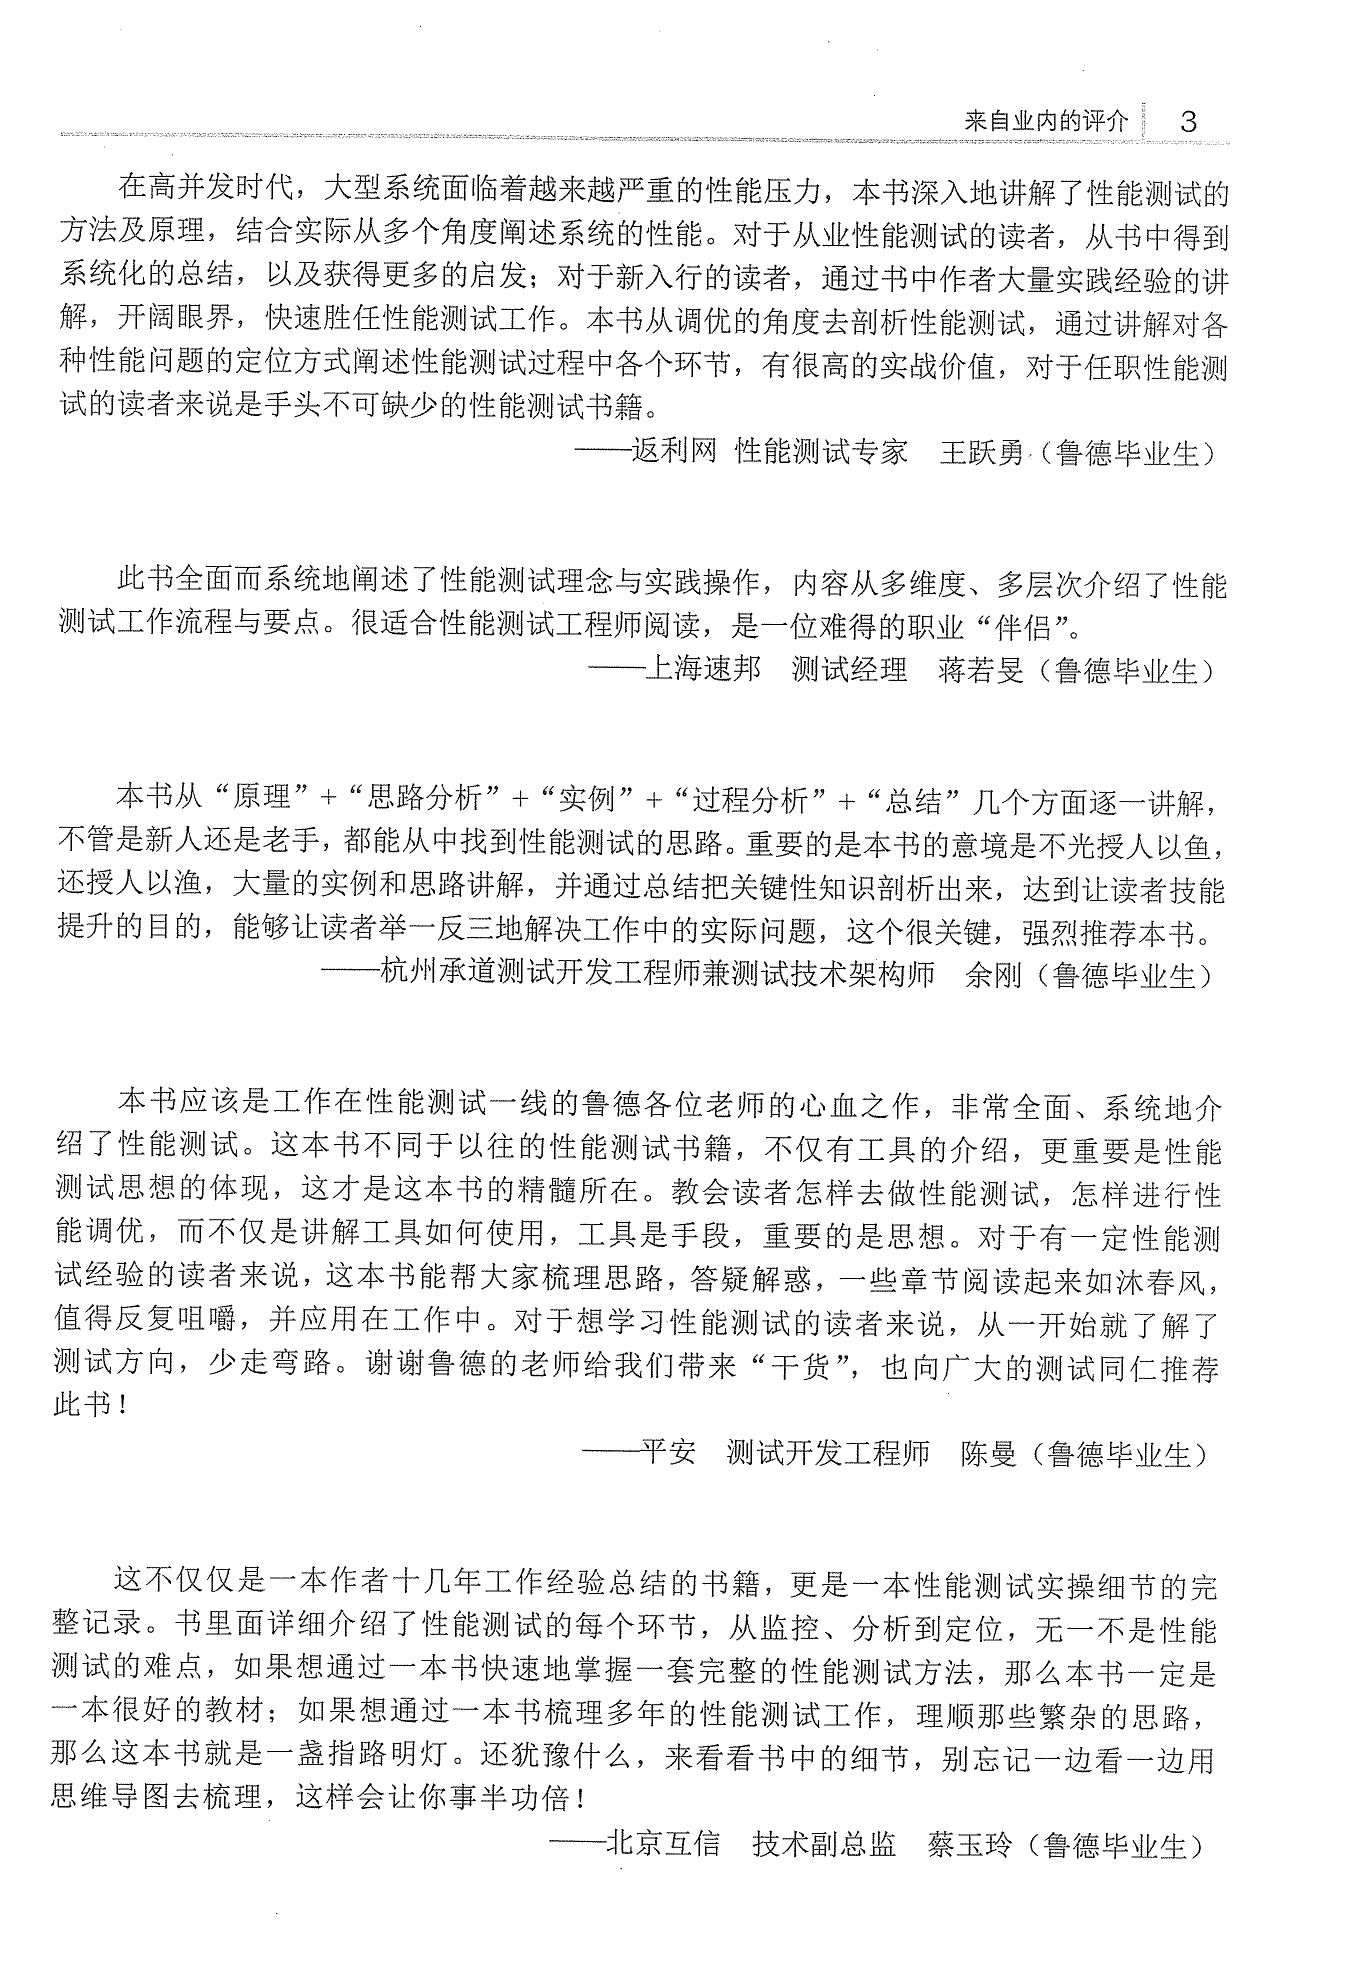 来自业内的评介 3
在高并发时代，大型系统面临着越来越严重的性能压力，本书深入地讲解了性能测试的
方法及原理，结合实际从多个角度阐述系统的性能。对于从业性能测试的读者，从书中得到
系统化的总结，以及获得更多的启发；对于新入行的读者，通过书中作者大量实践经验的讲
解，开阔眼界，快速胜任性能测试工作。本书从调优的角度去剖析性能测试，通过讲解对各
种性能问题的定位方式阐述性能测试过程中各个环节，有很高的实战价值，对于任职性能测
试的读者来说是手头不可缺少的性能测试书籍。
——返利网 性能测试专家　王跃勇（鲁德毕业生）
此书全面而系统地阐述了性能测试理念与实践操作，内容从多维度、多层次介绍了性能
测试工作流程与要点。很适合性能测试工程师阅读，是一位难得的职业“伴侣”。
——上海速邦　测试经理　蒋若旻（鲁德毕业生）
本书从“原理”+“思路分析”+“实例”+“过程分析”+“总结”几个方面逐一讲解，
不管是新人还是老手，都能从中找到性能测试的思路。重要的是本书的意境是不光授人以鱼，
还授人以渔，大量的实例和思路讲解，并通过总结把关键性知识剖析出来，达到让读者技能
提升的目的，能够让读者举一反三地解决工作中的实际问题，这个很关键，强烈推荐本书。
——杭州承道测试开发工程师兼测试技术架构师　余刚（鲁德毕业生）
本书应该是工作在性能测试一线的鲁德各位老师的心血之作，非常全面、系统地介
绍了性能测试。这本书不同于以往的性能测试书籍，不仅有工具的介绍，更重要是性能
测试思想的体现，这才是这本书的精髓所在。教会读者怎样去做性能测试，怎样进行性
能调优，而不仅是讲解工具如何使用，工具是手段，重要的是思想。对于有一定性能测
试经验的读者来说，这本书能帮大家梳理思路，答疑解惑，一些章节阅读起来如沐春风，
值得反复咀嚼，并应用在工作中。对于想学习性能测试的读者来说，从一开始就了解了
测试方向，少走弯路。谢谢鲁德的老师给我们带来“干货”，也向广大的测试同仁推荐
此书！
——平安　测试开发工程师　陈曼（鲁德毕业生）
这不仅仅是一本作者十几年工作经验总结的书籍，更是一本性能测试实操细节的完
整记录。书里面详细介绍了性能测试的每个环节，从监控、分析到定位，无一不是性能
测试的难点，如果想通过一本书快速地掌握一套完整的性能测试方法，那么本书一定是
一本很好的教材；如果想通过一本书梳理多年的性能测试工作，理顺那些繁杂的思路，
那么这本书就是一盏指路明灯。还犹豫什么，来看看书中的细节，别忘记一边看一边用
思维导图去梳理，这样会让你事半功倍！
——北京互信　技术副总监　蔡玉玲（鲁德毕业生）